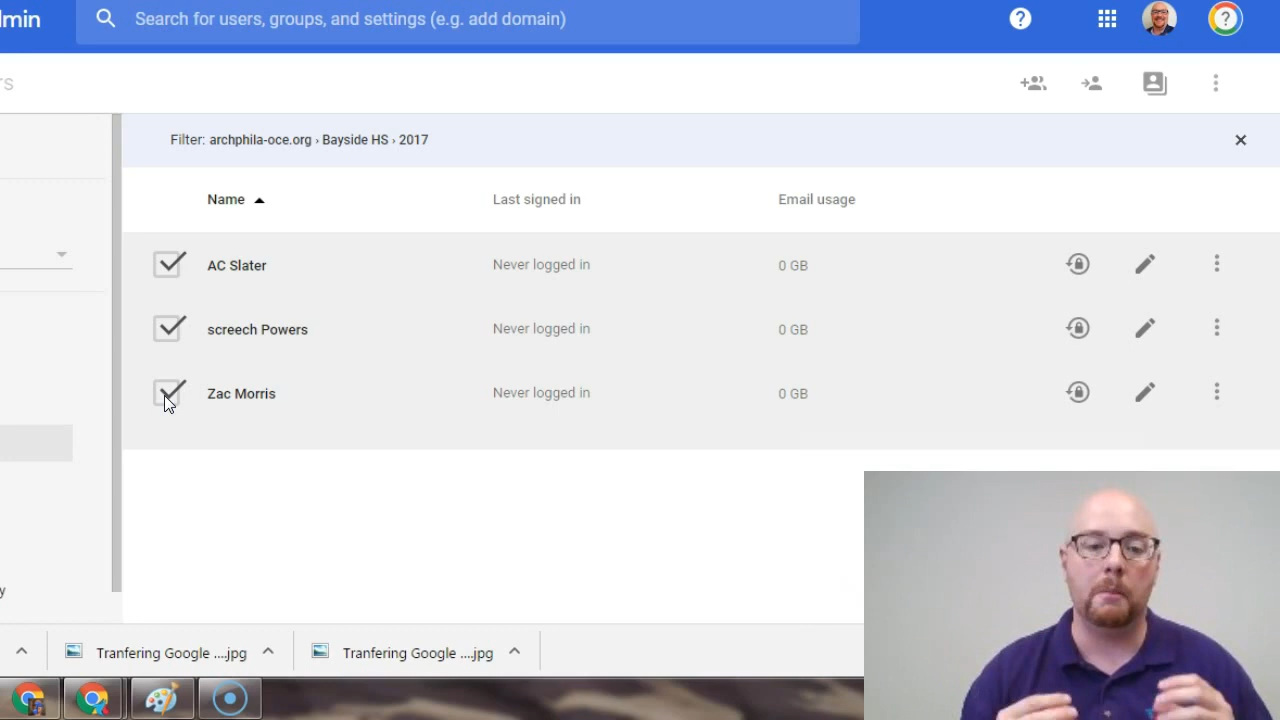 dmin Search for users, groups, and settings (e.g. add domain) ? ?
rs
Filter: archphila-oce.org › Bayside HS › 2017
Name Last signed in Email usage
AC Slater Never logged in 0 GB
screech Powers Never logged in 0 GB
Zac Morris Never logged in 0 GB
y
Tranfering Google ....jpg Tranfering Google ....jpg